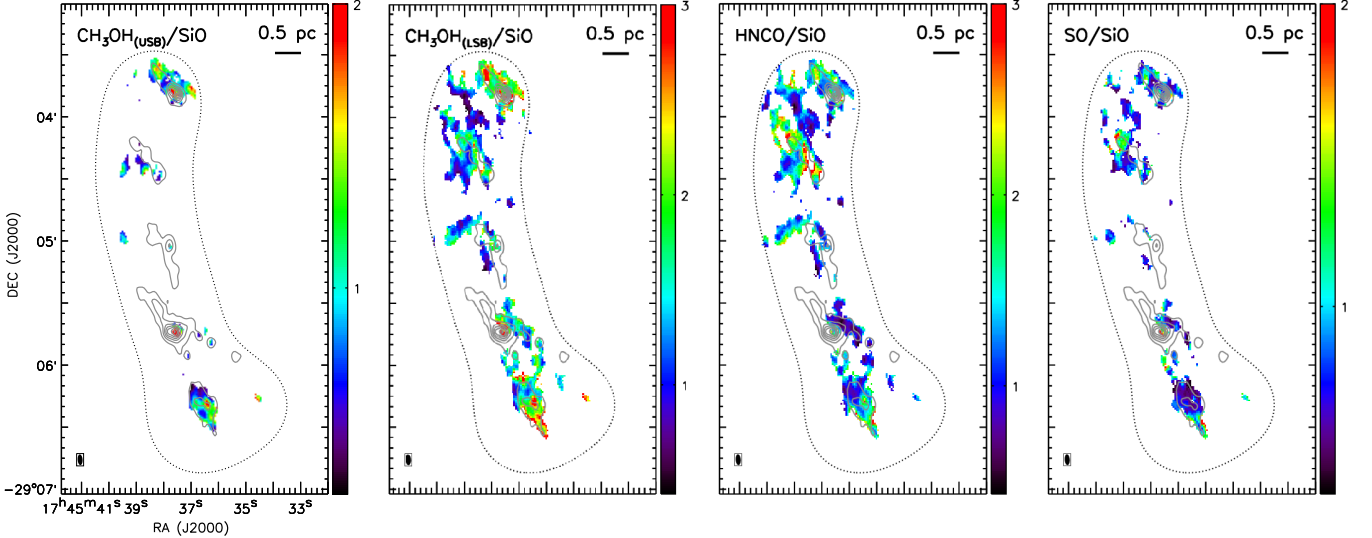 CH₃OH(USB)/SiO
0.5 pc
2
1
CH₃OH(LSB)/SiO
0.5 pc
3
2
1
HNCO/SiO
0.5 pc
3
2
1
SO/SiO
0.5 pc
2
1
DEC (J2000)
04'
05'
06'
-29°07'
17ʰ45ᵐ41ˢ 39ˢ 37ˢ 35ˢ 33ˢ
RA (J2000)